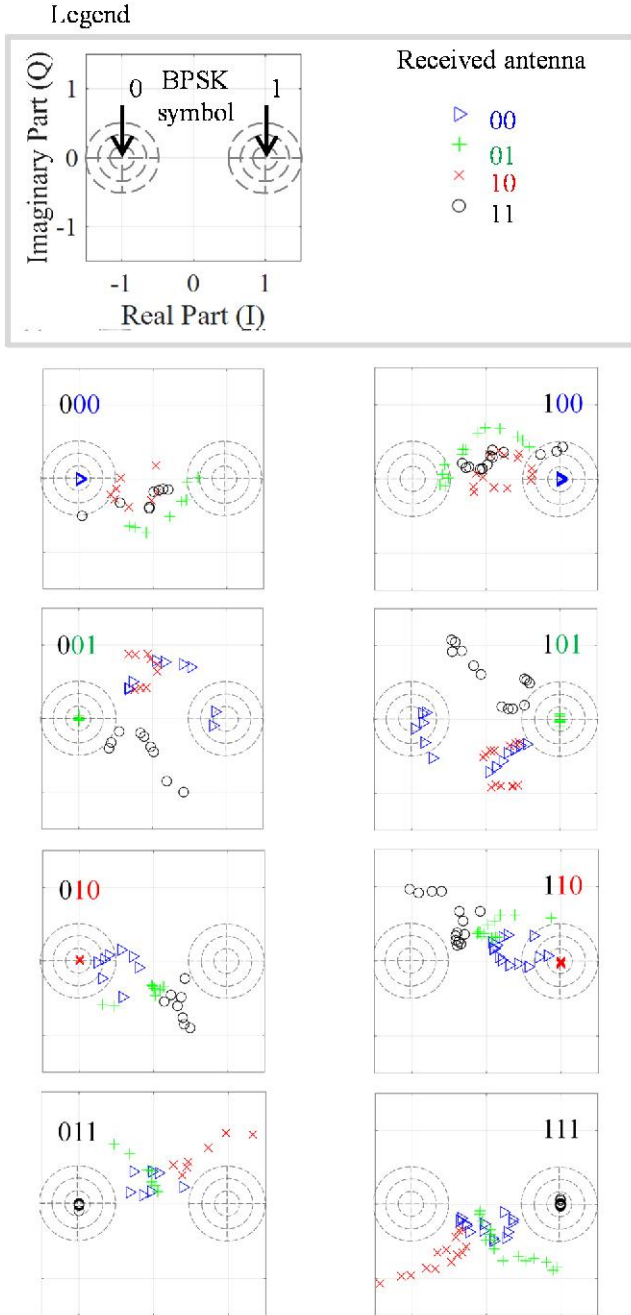 Legend
Received antenna
0 BPSK 1
symbol
Imaginary Part (Q)
1
0
-1
-1 0 1
Real Part (I)
00
01
10
11
000
100
001
101
010
110
011
111